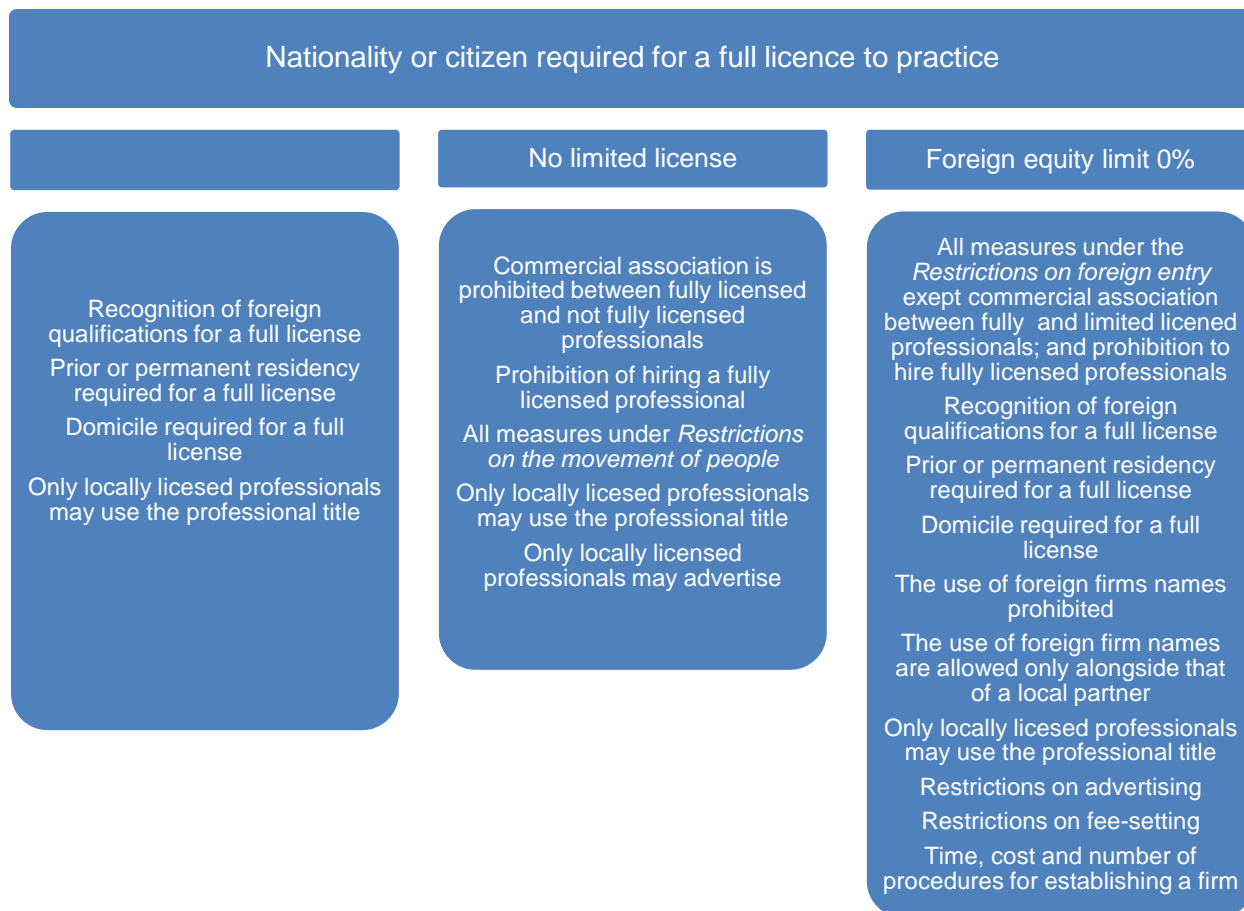 Nationality or citizen required for a full licence to practice
Recognition of foreign
qualifications for a full license
Prior or permanent residency
required for a full license
Domicile required for a full
license
Only locally licesed professionals
may use the professional title
No limited license
Commercial association is
prohibited between fully licensed
and not fully licensed
professionals
Prohibition of hiring a fully
licensed professional
All measures under Restrictions
on the movement of people
Only locally licesed professionals
may use the professional title
Only locally licensed
professionals may advertise
Foreign equity limit 0%
All measures under the
Restrictions on foreign entry
exept commercial association
between fully and limited licened
professionals; and prohibition to
hire fully licensed professionals
Recognition of foreign
qualifications for a full license
Prior or permanent residency
required for a full license
Domicile required for a full
license
The use of foreign firms names
prohibited
The use of foreign firm names
are allowed only alongside that
of a local partner
Only locally licesed professionals
may use the professional title
Restrictions on advertising
Restrictions on fee-setting
Time, cost and number of
procedures for establishing a firm